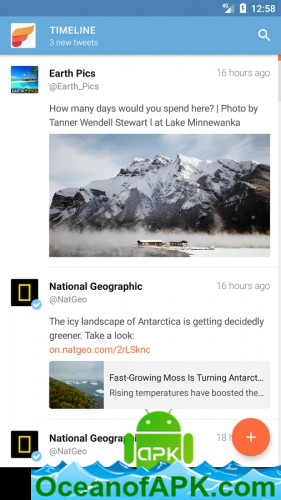 4G 12:58
TIMELINE
3 new tweets
Earth Pics 16 hours ago
@Earth_Pics
How many days would you spend here? | Photo by
Tanner Wendell Stewart l at Lake Minnewanka
National Geographic 16 hours ago
@NatGeo
The icy landscape of Antarctica is getting decidedly
greener. Take a look:
on.natgeo.com/2rLSknc
Fast-Growing Moss Is Turning Antarct...
Rising temperatures have boosted the...
National Geographic 18 h
@NatGeo
+
apk
OceanofAPK.com